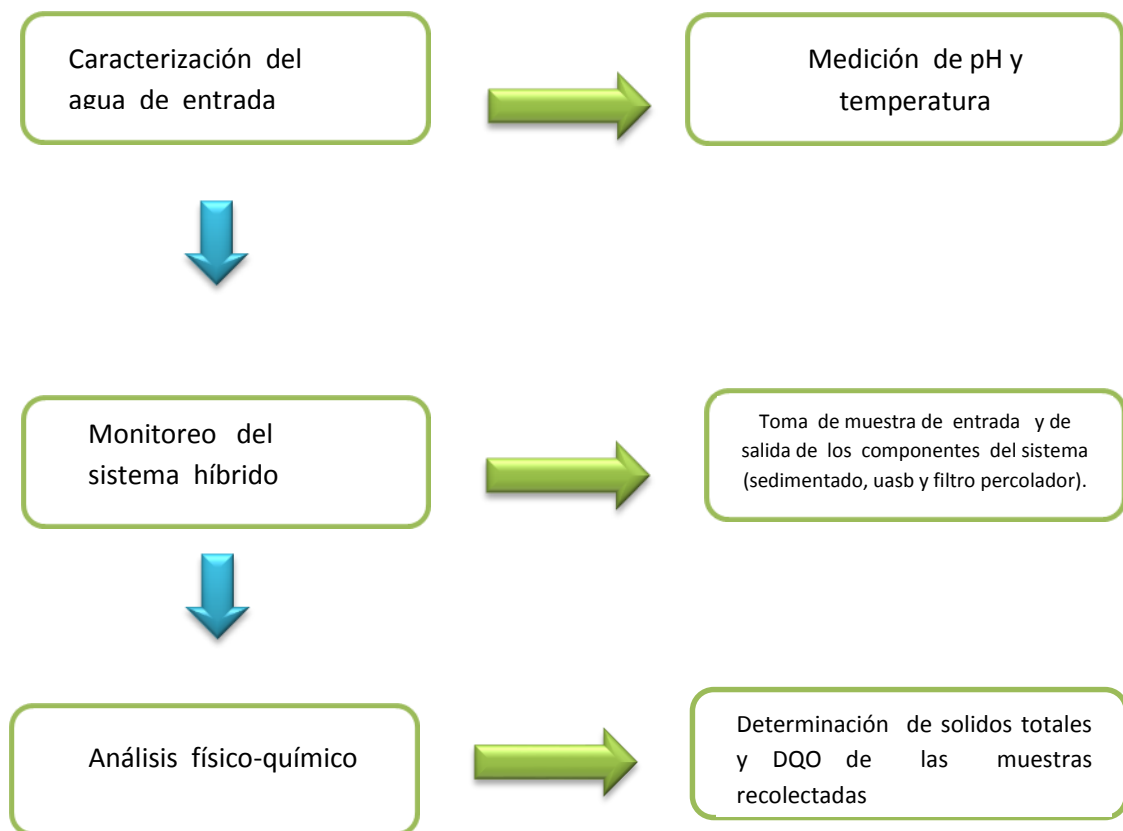 Caracterización del
agua de entrada
Medición de pH y
temperatura
Monitoreo del
sistema híbrido
Toma de muestra de entrada y de
salida de los componentes del sistema
(sedimentado, uasb y filtro percolador).
Análisis físico-químico
Determinación de solidos totales
y DQO de las muestras
recolectadas